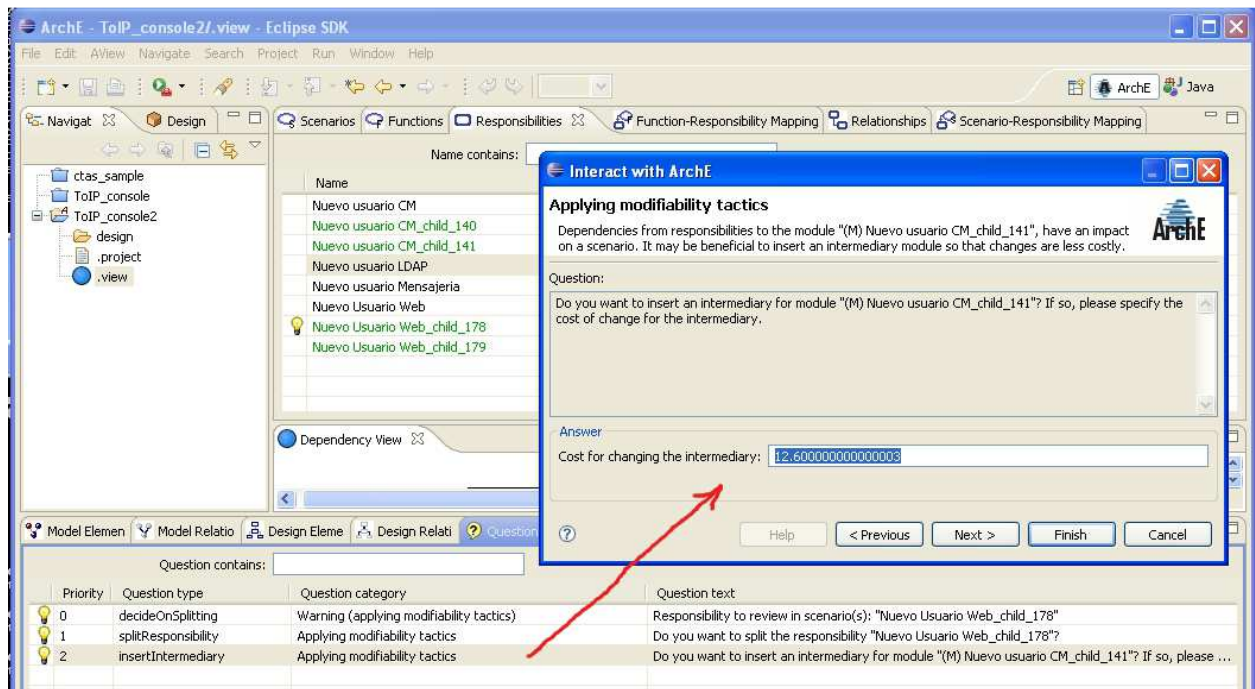 ArchE - ToIP_console2/.view - Eclipse SDK
File Edit AView Navigate Search Project Run Window Help
ArchE Java
Navigat Design
Scenarios Functions Responsibilities Function-Responsibility Mapping Relationships Scenario-Responsibility Mapping
ctas_sample
ToIP_console
ToIP_console2
design
.project
.view
Name contains:
Name
Nuevo usuario CM
Nuevo usuario CM_child_140
Nuevo usuario CM_child_141
Nuevo usuario LDAP
Nuevo usuario Mensajeria
Nuevo Usuario Web
Nuevo Usuario Web_child_178
Nuevo Usuario Web_child_179
Dependency View
Interact with ArchE
Applying modifiability tactics
Dependencies from responsibilities to the module "(M) Nuevo usuario CM_child_141", have an impact
on a scenario. It may be beneficial to insert an intermediary module so that changes are less costly.
ArchE
Question:
Do you want to insert an intermediary for module "(M) Nuevo usuario CM_child_141"? If so, please specify the
cost of change for the intermediary.
Answer
Cost for changing the intermediary: 12.600000000000003
Help < Previous Next > Finish Cancel
Model Elemen Model Relatio Design Eleme Design Relati Question
Question contains:
Priority Question type Question category Question text
0 decideOnSplitting Warning (applying modifiability tactics) Responsibility to review in scenario(s): "Nuevo Usuario Web_child_178"
1 splitResponsibility Applying modifiability tactics Do you want to split the responsibility "Nuevo Usuario Web_child_178"?
2 insertIntermediary Applying modifiability tactics Do you want to insert an intermediary for module "(M) Nuevo usuario CM_child_141"? If so, please ...